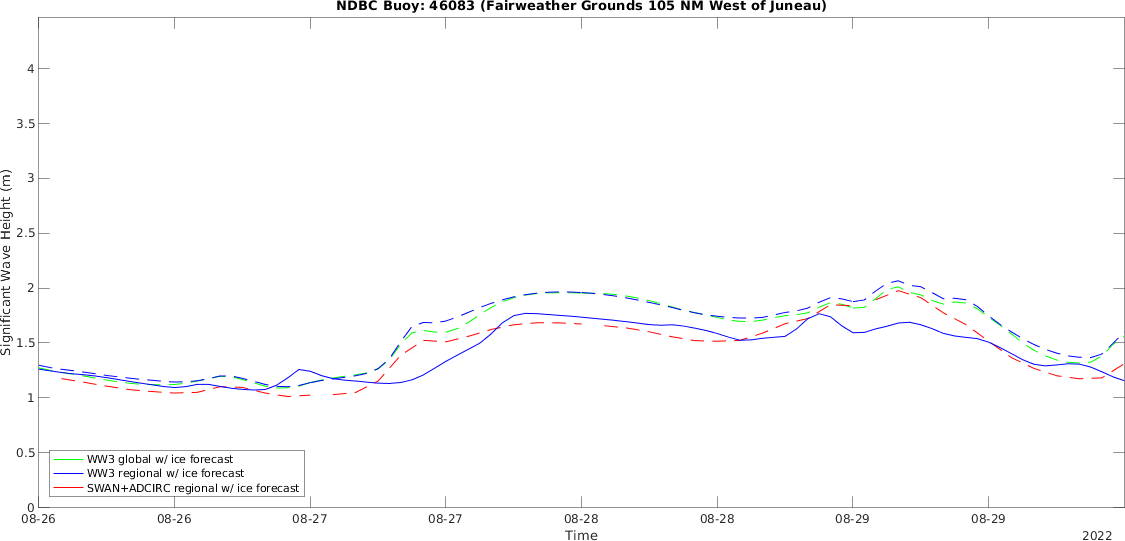 NDBC Buoy: 46083 (Fairweather Grounds 105 NM West of Juneau)
4
3.5
3
2.5
2
1.5
1
0.5
0
Significant Wave Height (m)
WW3 global w/ ice forecast
WW3 regional w/ ice forecast
SWAN+ADCIRC regional w/ ice forecast
08-26 08-26 08-27 08-27 08-28 08-28 08-29 08-29
Time
2022